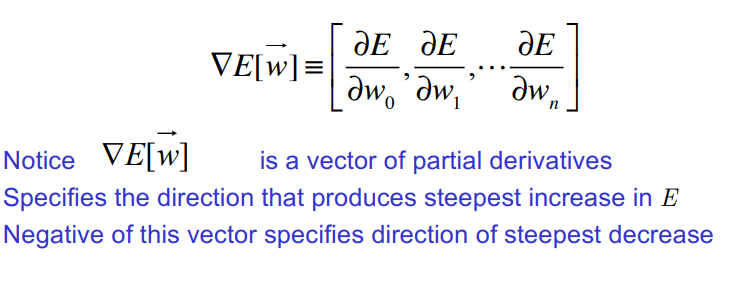 ∇E[w⃗] ≡ [∂E/∂w₀, ∂E/∂w₁, ⋯ ∂E/∂wₙ]
Notice ∇E[w⃗] is a vector of partial derivatives
Specifies the direction that produces steepest increase in E
Negative of this vector specifies direction of steepest decrease